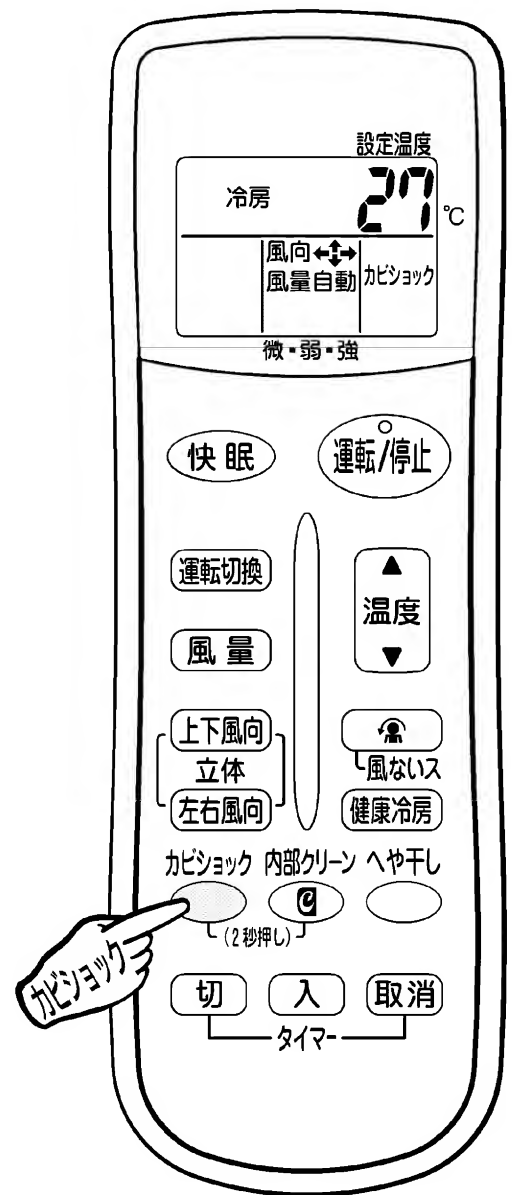 設定温度
冷房 27 ℃
風向
風量自動 カビショック
微・弱・強
快眠 運転/停止
運転切換
温度
風量
上下風向
立体 風ないス
左右風向 健康冷房
カビショック 内部クリーン へや干し
(2秒押し)
カビショック
切 入 取消
タイマー